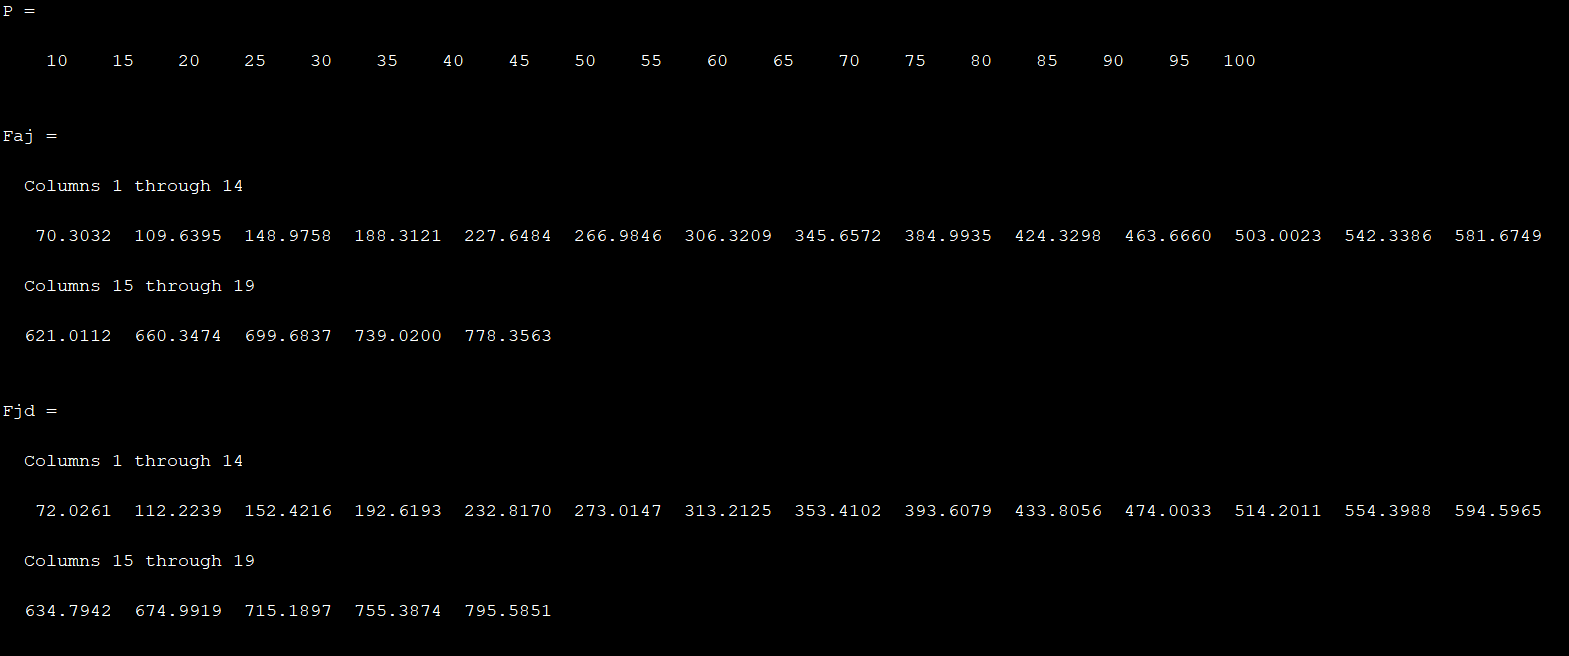 P =
10 15 20 25 30 35 40 45 50 55 60 65 70 75 80 85 90 95 100
Faj =
Columns 1 through 14
70.3032 109.6395 148.9758 188.3121 227.6484 266.9846 306.3209 345.6572 384.9935 424.3298 463.6660 503.0023 542.3386 581.6749
Columns 15 through 19
621.0112 660.3474 699.6837 739.0200 778.3563
Fjd =
Columns 1 through 14
72.0261 112.2239 152.4216 192.6193 232.8170 273.0147 313.2125 353.4102 393.6079 433.8056 474.0033 514.2011 554.3988 594.5965
Columns 15 through 19
634.7942 674.9919 715.1897 755.3874 795.5851